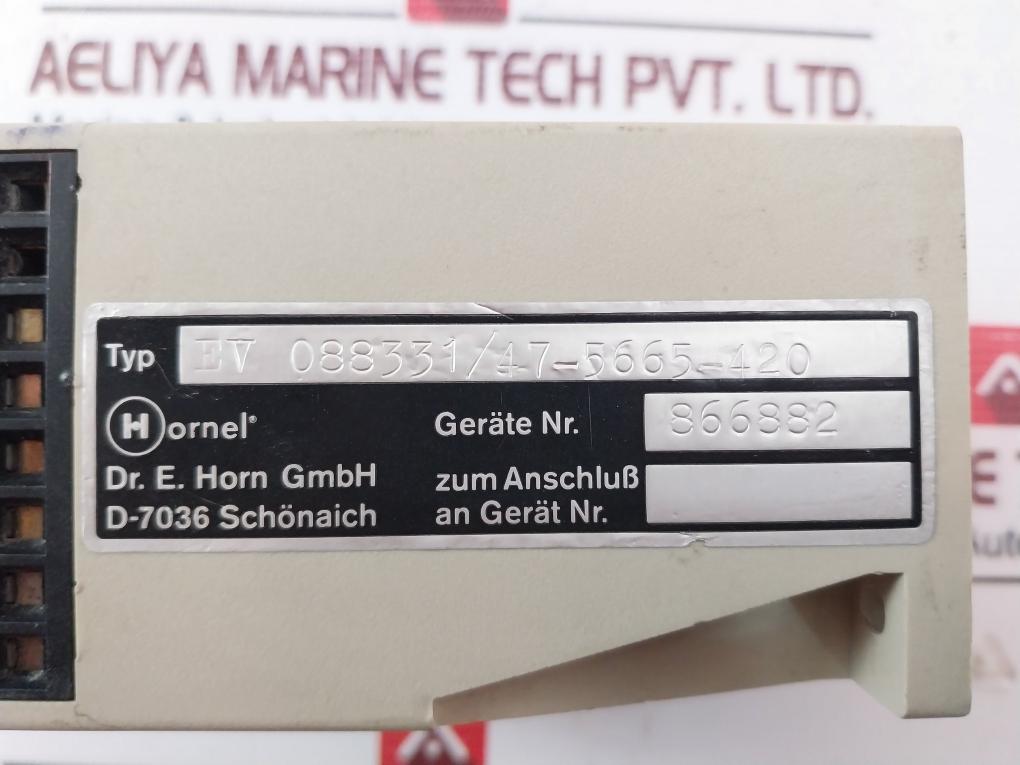 AELIYA MARINE TECH PVT. LTD.
Typ EV 088331/47-5665-420
Hornel®
Geräte Nr. 866882
Dr. E. Horn GmbH
D-7036 Schönaich
zum Anschluß
an Gerät Nr.